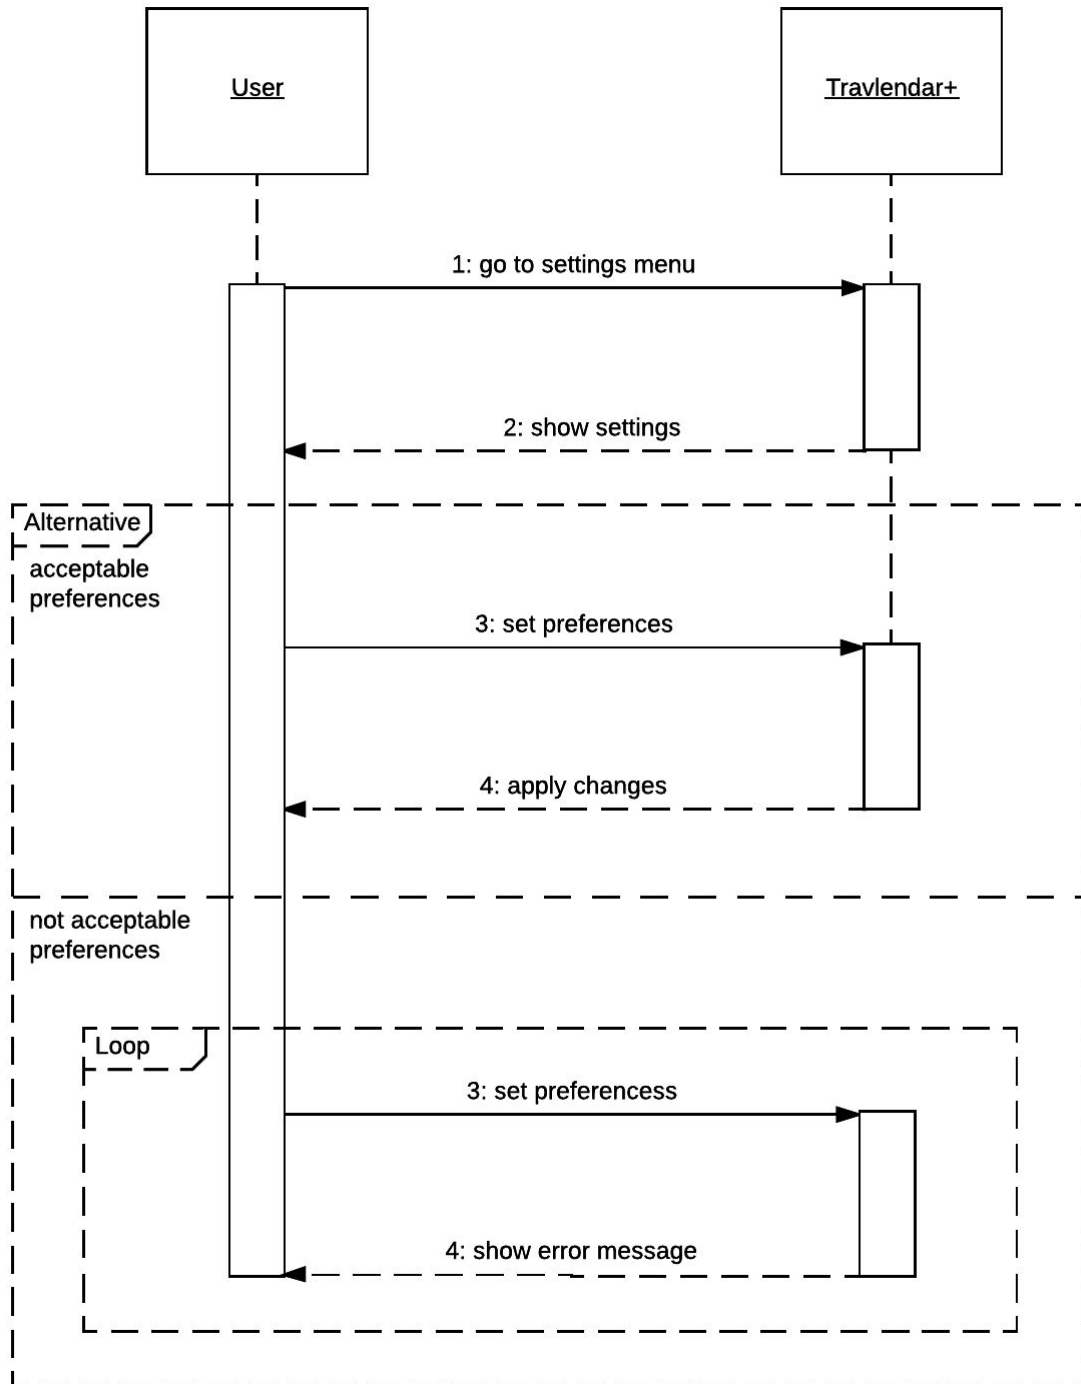 User
Travlendar+
1: go to settings menu
2: show settings
Alternative
acceptable
preferences
3: set preferences
4: apply changes
not acceptable
preferences
Loop
3: set preferencess
4: show error message